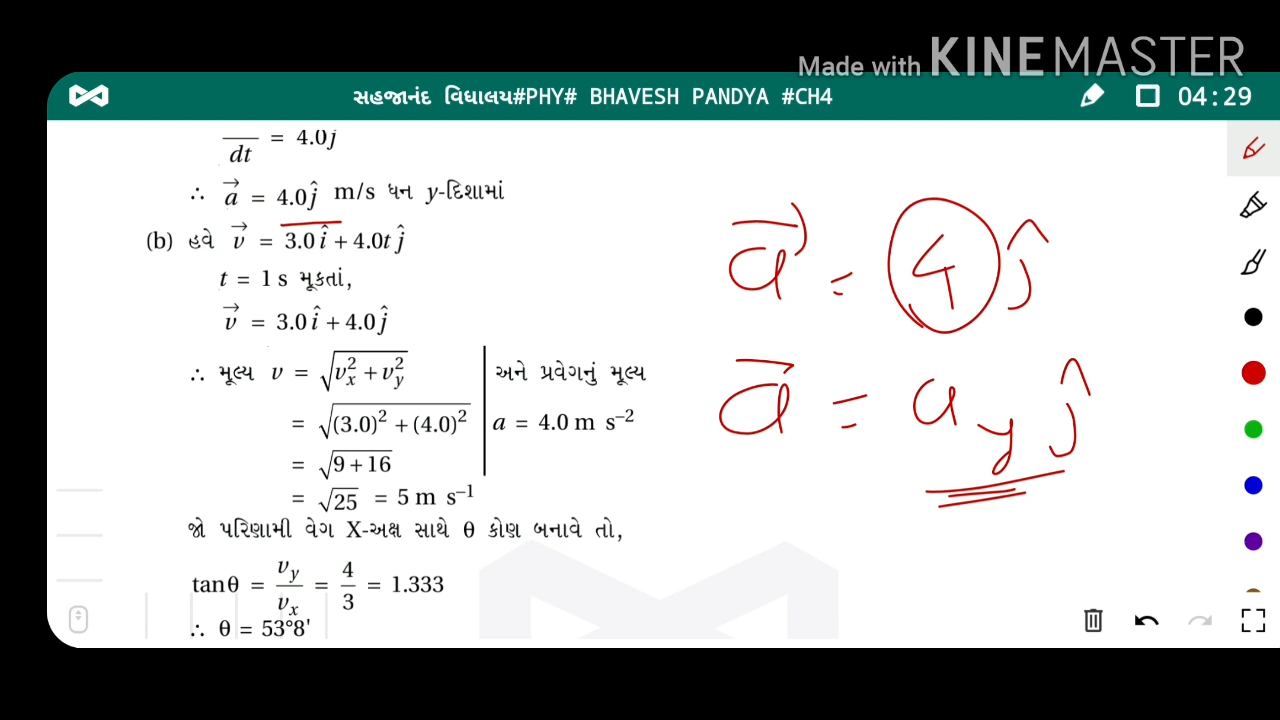 Made with KINEMASTER
સહજાનંદ વિધાલય#PHY# BHAVESH PANDYA #CH4
04:29
dt = 4.0j
∴ a⃗ = 4.0ĵ m/s ધન y-દિશામાં
(b) હવે v⃗ = 3.0î + 4.0t ĵ
t = 1 s મૂકતાં,
v⃗ = 3.0î + 4.0ĵ
∴ મૂલ્ય v = √(vₓ² + v_y²)
= √((3.0)² + (4.0)²)
= √(9 + 16)
= √25 = 5 m s⁻¹
અને પ્રવેગનું મૂલ્ય
a = 4.0 m s⁻²
જો પરિણામી વેગ X-અક્ષ સાથે θ કોણ બનાવે તો,
tanθ = v_y/vₓ = 4/3 = 1.333
∴ θ = 53°8'
a⃗ = 4 ĵ
a⃗ = a_y ĵ